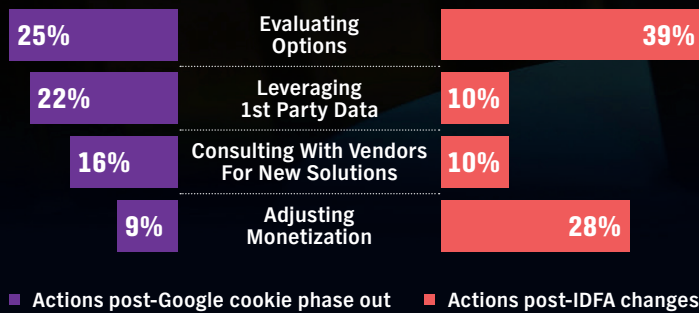 25%
Evaluating
Options
39%
22%
Leveraging
1st Party Data
10%
16%
Consulting With Vendors
For New Solutions
10%
9%
Adjusting
Monetization
28%
Actions post-Google cookie phase out
Actions post-IDFA changes